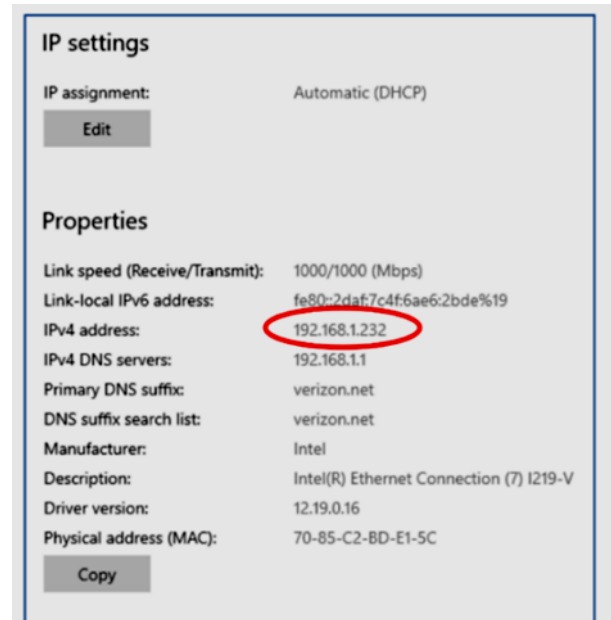 IP settings
IP assignment: Automatic (DHCP)
Edit
Properties
Link speed (Receive/Transmit): 1000/1000 (Mbps)
Link-local IPv6 address: fe80::2daf:7c4f:6ae6:2bde%19
IPv4 address: 192.168.1.232
IPv4 DNS servers: 192.168.1.1
Primary DNS suffix: verizon.net
DNS suffix search list: verizon.net
Manufacturer: Intel
Description: Intel(R) Ethernet Connection (7) I219-V
Driver version: 12.19.0.16
Physical address (MAC): 70-85-C2-BD-E1-5C
Copy